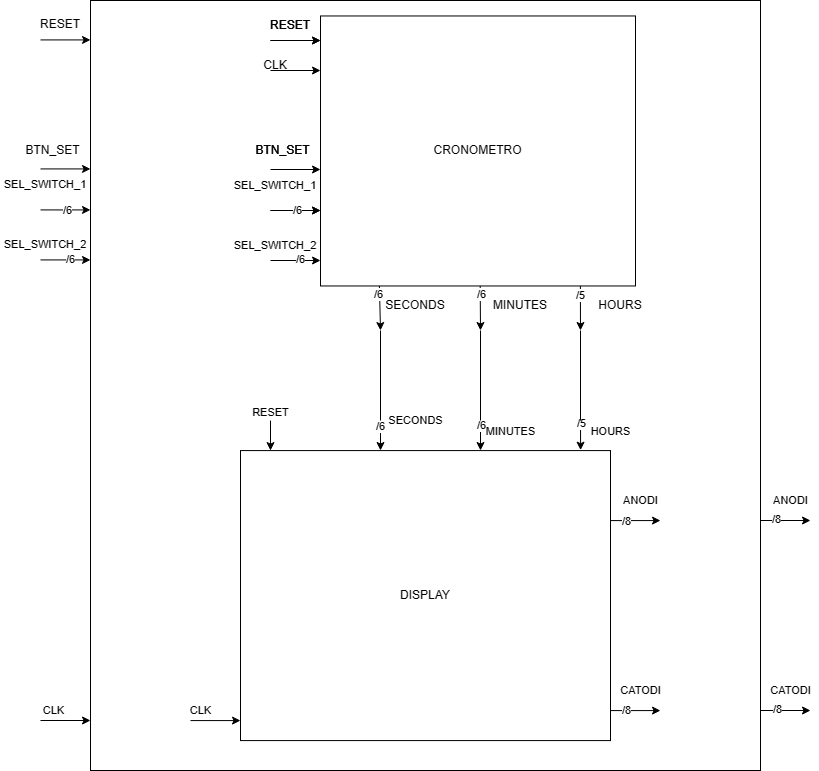 RESET
RESET
CLK
BTN_SET
BTN_SET
CRONOMETRO
SEL_SWITCH_1
SEL_SWITCH_1
/6
/6
SEL_SWITCH_2
SEL_SWITCH_2
/6
/6
/6
/6
/5
SECONDS
MINUTES
HOURS
RESET
SECONDS
/6
/6
/5
MINUTES
HOURS
ANODI
ANODI
/8
/8
DISPLAY
CATODI
CATODI
CLK
CLK
/8
/8